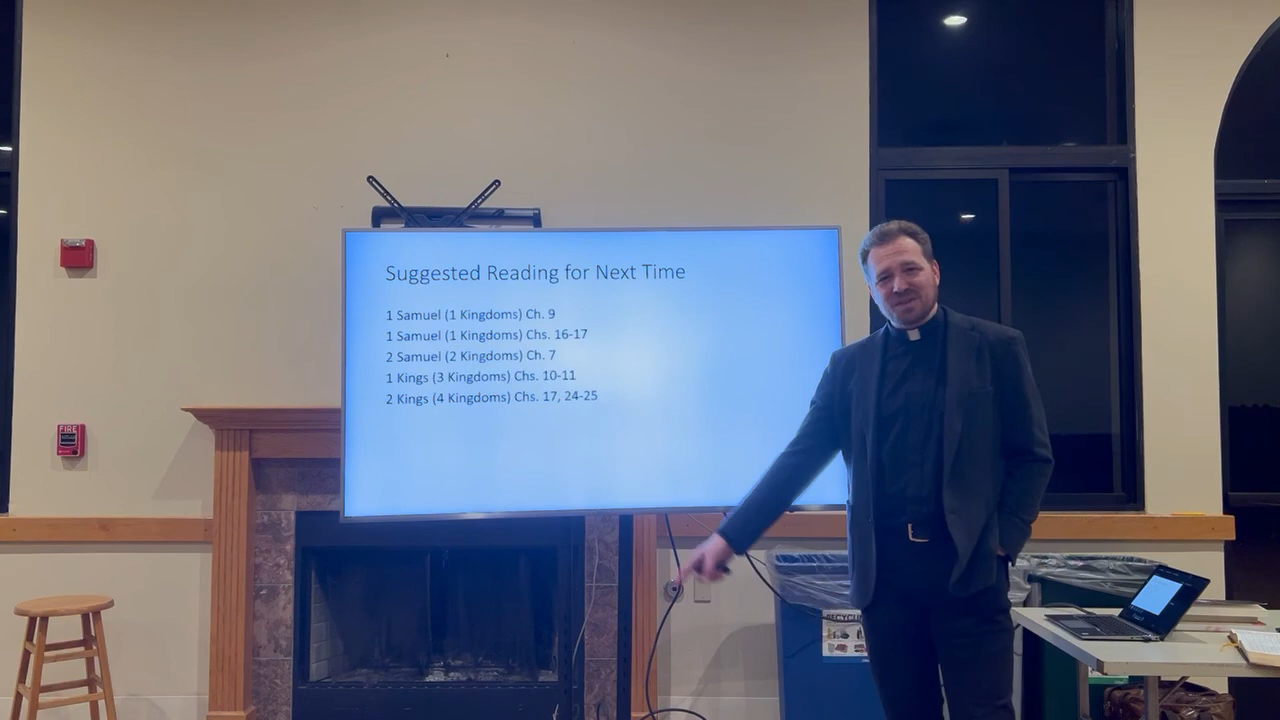 Suggested Reading for Next Time
1 Samuel (1 Kingdoms) Ch. 9
1 Samuel (1 Kingdoms) Chs. 16-17
2 Samuel (2 Kingdoms) Ch. 7
1 Kings (3 Kingdoms) Chs. 10-11
2 Kings (4 Kingdoms) Chs. 17, 24-25
FIRE